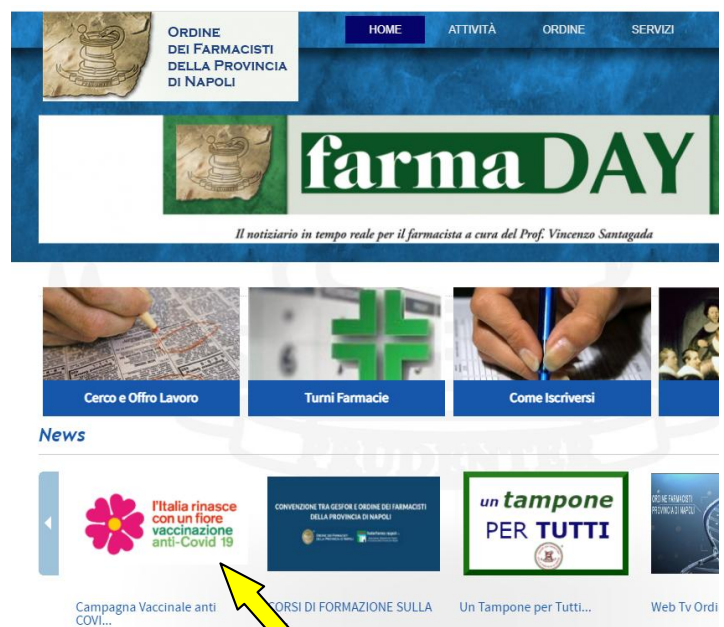 ORDINE
DEI FARMACISTI
DELLA PROVINCIA
DI NAPOLI
HOME ATTIVITÀ ORDINE SERVIZI
farmaDAY
Il notiziario in tempo reale per il farmacista a cura del Prof. Vincenzo Santagada
Cerco e Offro Lavoro
Turni Farmacie
Come Iscriversi
News
PRUDENTER
l'Italia rinasce
con un fiore
vaccinazione
anti-Covid 19
CONVENZIONE TRA GESFOR E ORDINE DEI FARMACISTI
DELLA PROVINCIA DI NAPOLI
un tampone
PER TUTTI
ORDINE FARMACISTI
PROVINCIA DI NAPOLI
Campagna Vaccinale anti
COVI...
CORSI DI FORMAZIONE SULLA
Un Tampone per Tutti...
Web Tv Ordi